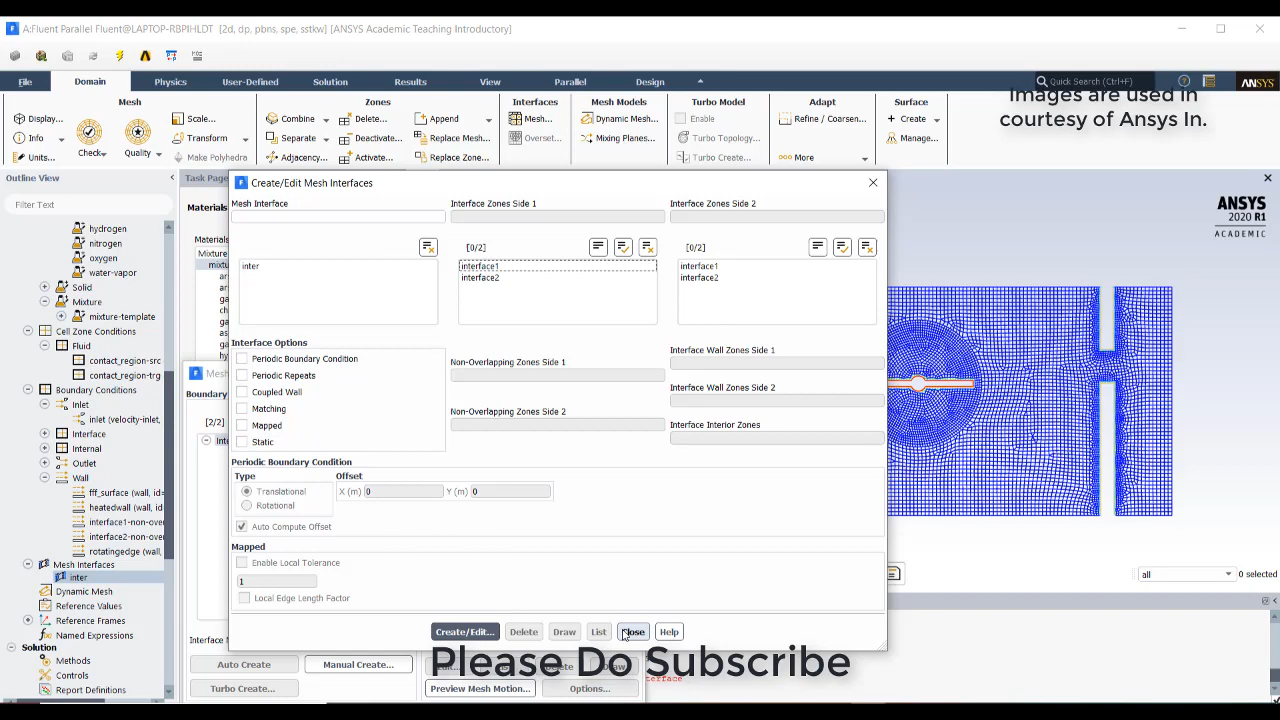 A:Fluent Parallel Fluent@LAPTOP-RBPIHLDT [2d, dp, pbns, spe, sstkw] [ANSYS Academic Teaching Introductory]
File Domain Physics User-Defined Solution Results View Parallel Design Quick Search (Ctrl+F) ANSYS
Mesh Zones Interfaces Mesh Models Turbo Model Adapt Surface
Images are used in
courtesy of Ansys In.
Display... Scale... Combine Delete... Append Mesh... Dynamic Mesh... Enable Refine / Coarsen... Create
Info Transform Separate Deactivate... Replace Mesh... Overset... Mixing Planes... Turbo Topology... Manage...
Units... Check Quality Make Polyhedra Adjacency... Activate... Replace Zone... Turbo Create... More
Outline View
Filter Text
hydrogen
nitrogen
oxygen
water-vapor
Solid
Mixture
mixture-template
Cell Zone Conditions
Fluid
contact_region-src
contact_region-trg
Boundary Conditions
Inlet
inlet (velocity-inlet,
Interface
Internal
Outlet
Wall
fff_surface (wall, id=
heatedwall (wall, id=
interface1-non-over
interface2-non-over
rotatingedge (wall,
Mesh Interfaces
inter
Dynamic Mesh
Reference Values
Reference Frames
Named Expressions
Solution
Methods
Controls
Report Definitions
Task Page
Materials
Materials
Mixture
Mesh
Boundary
[2/2]
Auto Create Manual Create...
Turbo Create...
Create/Edit Mesh Interfaces
Mesh Interface Interface Zones Side 1 Interface Zones Side 2
[0/2] [0/2]
inter interface1 interface1
interface2 interface2
Interface Options
Periodic Boundary Condition
Periodic Repeats
Coupled Wall
Matching
Mapped
Static
Non-Overlapping Zones Side 1
Non-Overlapping Zones Side 2
Interface Wall Zones Side 1
Interface Wall Zones Side 2
Interface Interior Zones
Periodic Boundary Condition
Type Offset
Translational X (m) 0 Y (m) 0
Rotational
Auto Compute Offset
Mapped
Enable Local Tolerance
1
Local Edge Length Factor
Create/Edit... Delete Draw List Close Help
Please Do Subscribe
Preview Mesh Motion... Options...
ANSYS
2020 R1
ACADEMIC
all 0 selected